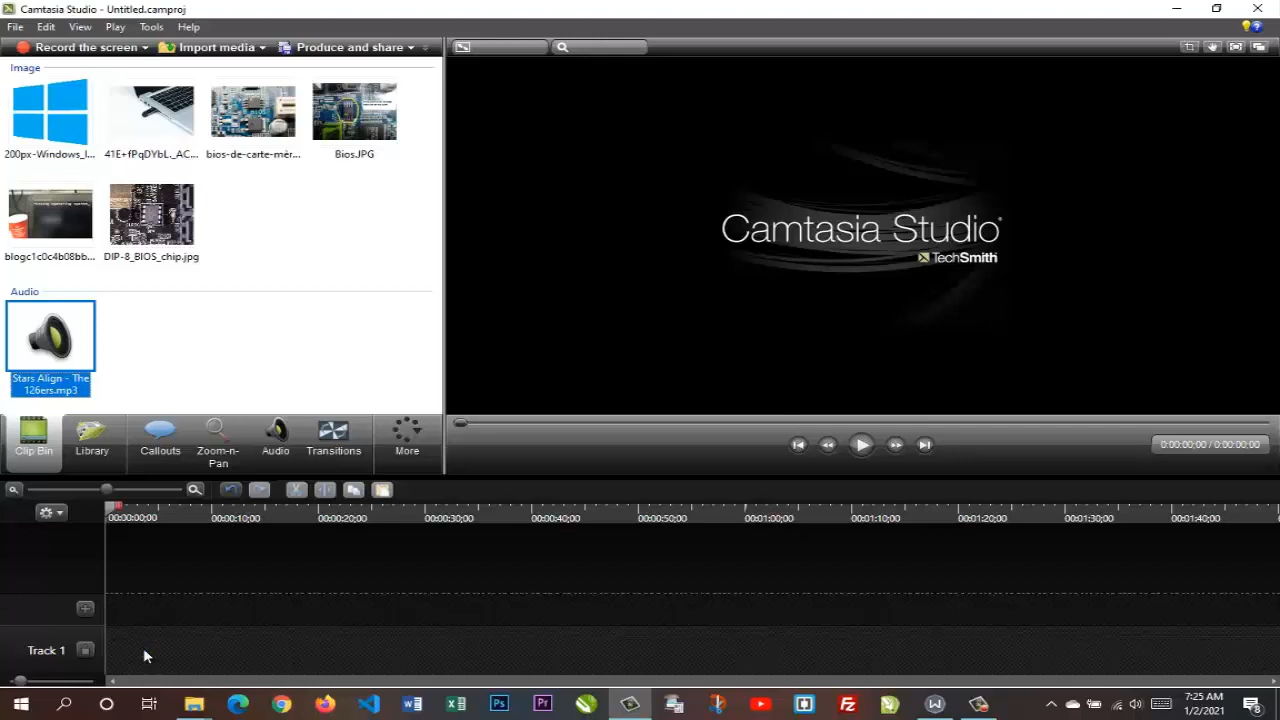 Camtasia Studio - Untitled.camproj
File Edit View Play Tools Help
Record the screen Import media Produce and share
Image
200px-Windows_l... 41E+fPqDYbL._AC... bios-de-carte-mèr... Bios.JPG
blogc1c0c4b08bb... DIP-8_BIOS_chip.jpg
Audio
Stars Align - The
126ers.mp3
Camtasia Studio®
TechSmith
Clip Bin Library Callouts Zoom-n-
Pan Audio Transitions More
0:00:00;00 / 0:00:00;00
00:00:00;00 00:00:10;00 00:00:20;00 00:00:30;00 00:00:40;00 00:00:50;00 00:01:00;00 00:01:10;00 00:01:20;00 00:01:30;00 00:01:40;00
Track 1
7:25 AM
1/2/2021
8